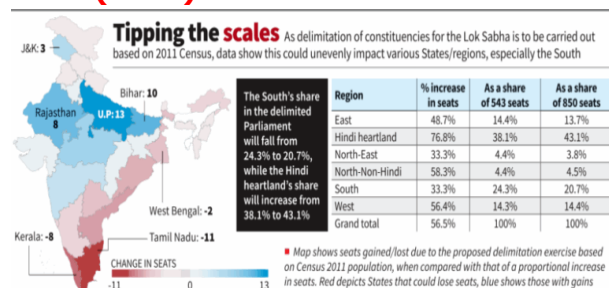 Tipping the scales As delimitation of constituencies for the Lok Sabha is to be carried out
based on 2011 Census, data show this could unevenly impact various States/regions, especially the South
J&K: 3
Bihar: 10
U.P: 13
Rajasthan
8
West Bengal: -2
Kerala: -8
Tamil Nadu: -11
CHANGE IN SEATS
-11 0 13
The South's share
in the delimited
Parliament
will fall from
24.3% to 20.7%,
while the Hindi
heartland's share
will increase from
38.1% to 43.1%
Region % increase in seats As a share of 543 seats As a share of 850 seats
East 48.7% 14.4% 13.7%
Hindi heartland 76.8% 38.1% 43.1%
North-East 33.3% 4.4% 3.8%
North-Non-Hindi 58.3% 4.4% 4.5%
South 33.3% 24.3% 20.7%
West 56.4% 14.3% 14.4%
Grand total 56.5% 100% 100%
Map shows seats gained/lost due to the proposed delimitation exercise based
on Census 2011 population, when compared with that of a proportional increase
in seats. Red depicts States that could lose seats, blue shows those with gains